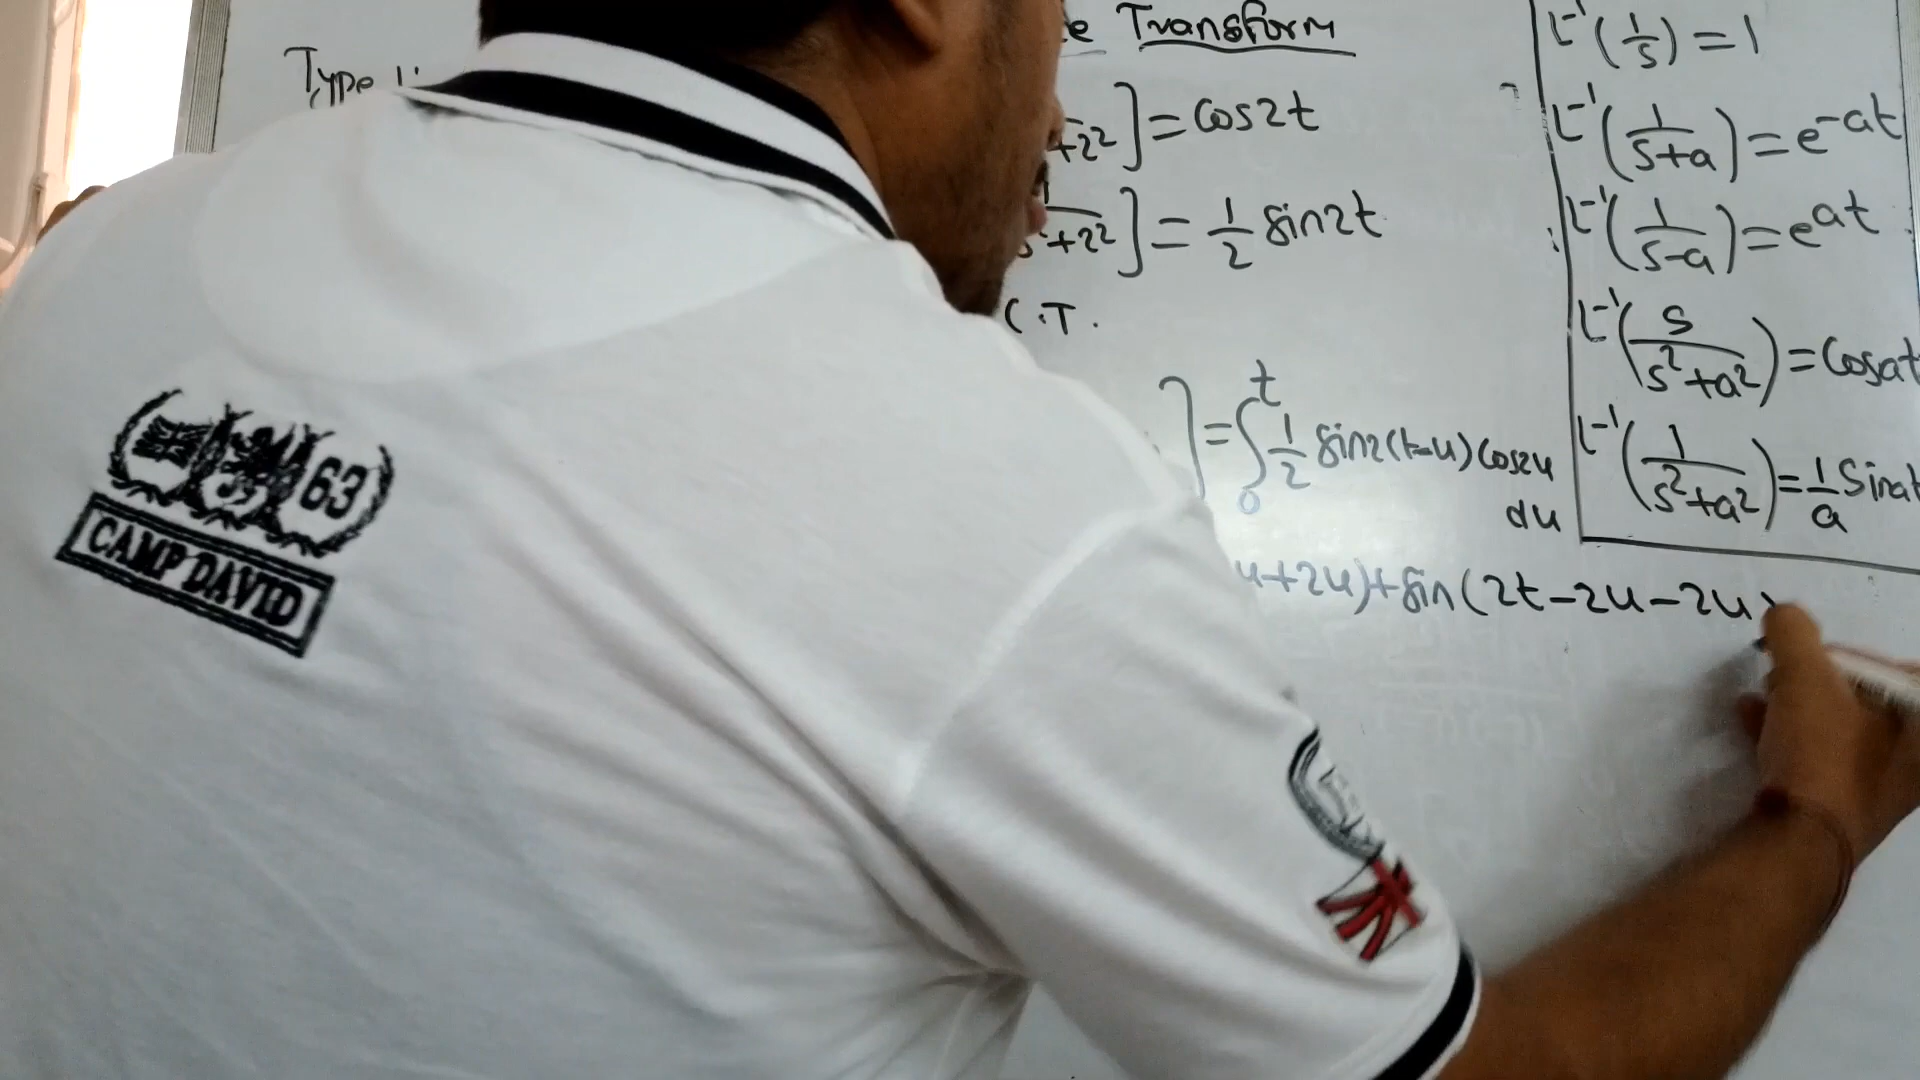 e Transform
Type 1:
+2²] = cos2t
1/s²+2²] = 1/2 sin2t
C.T.
] = ∫₀ᵗ 1/2 sin2(t-u) cos2u
du
u+2u)+sin(2t-2u-2u)
L⁻¹(1/s) = 1
L⁻¹(1/s+a) = e^-at
L⁻¹(1/s-a) = e^at
L⁻¹(s/s²+a²) = Cosat
L⁻¹(1/s²+a²) = 1/a Sinat
63
CAMP DAVID